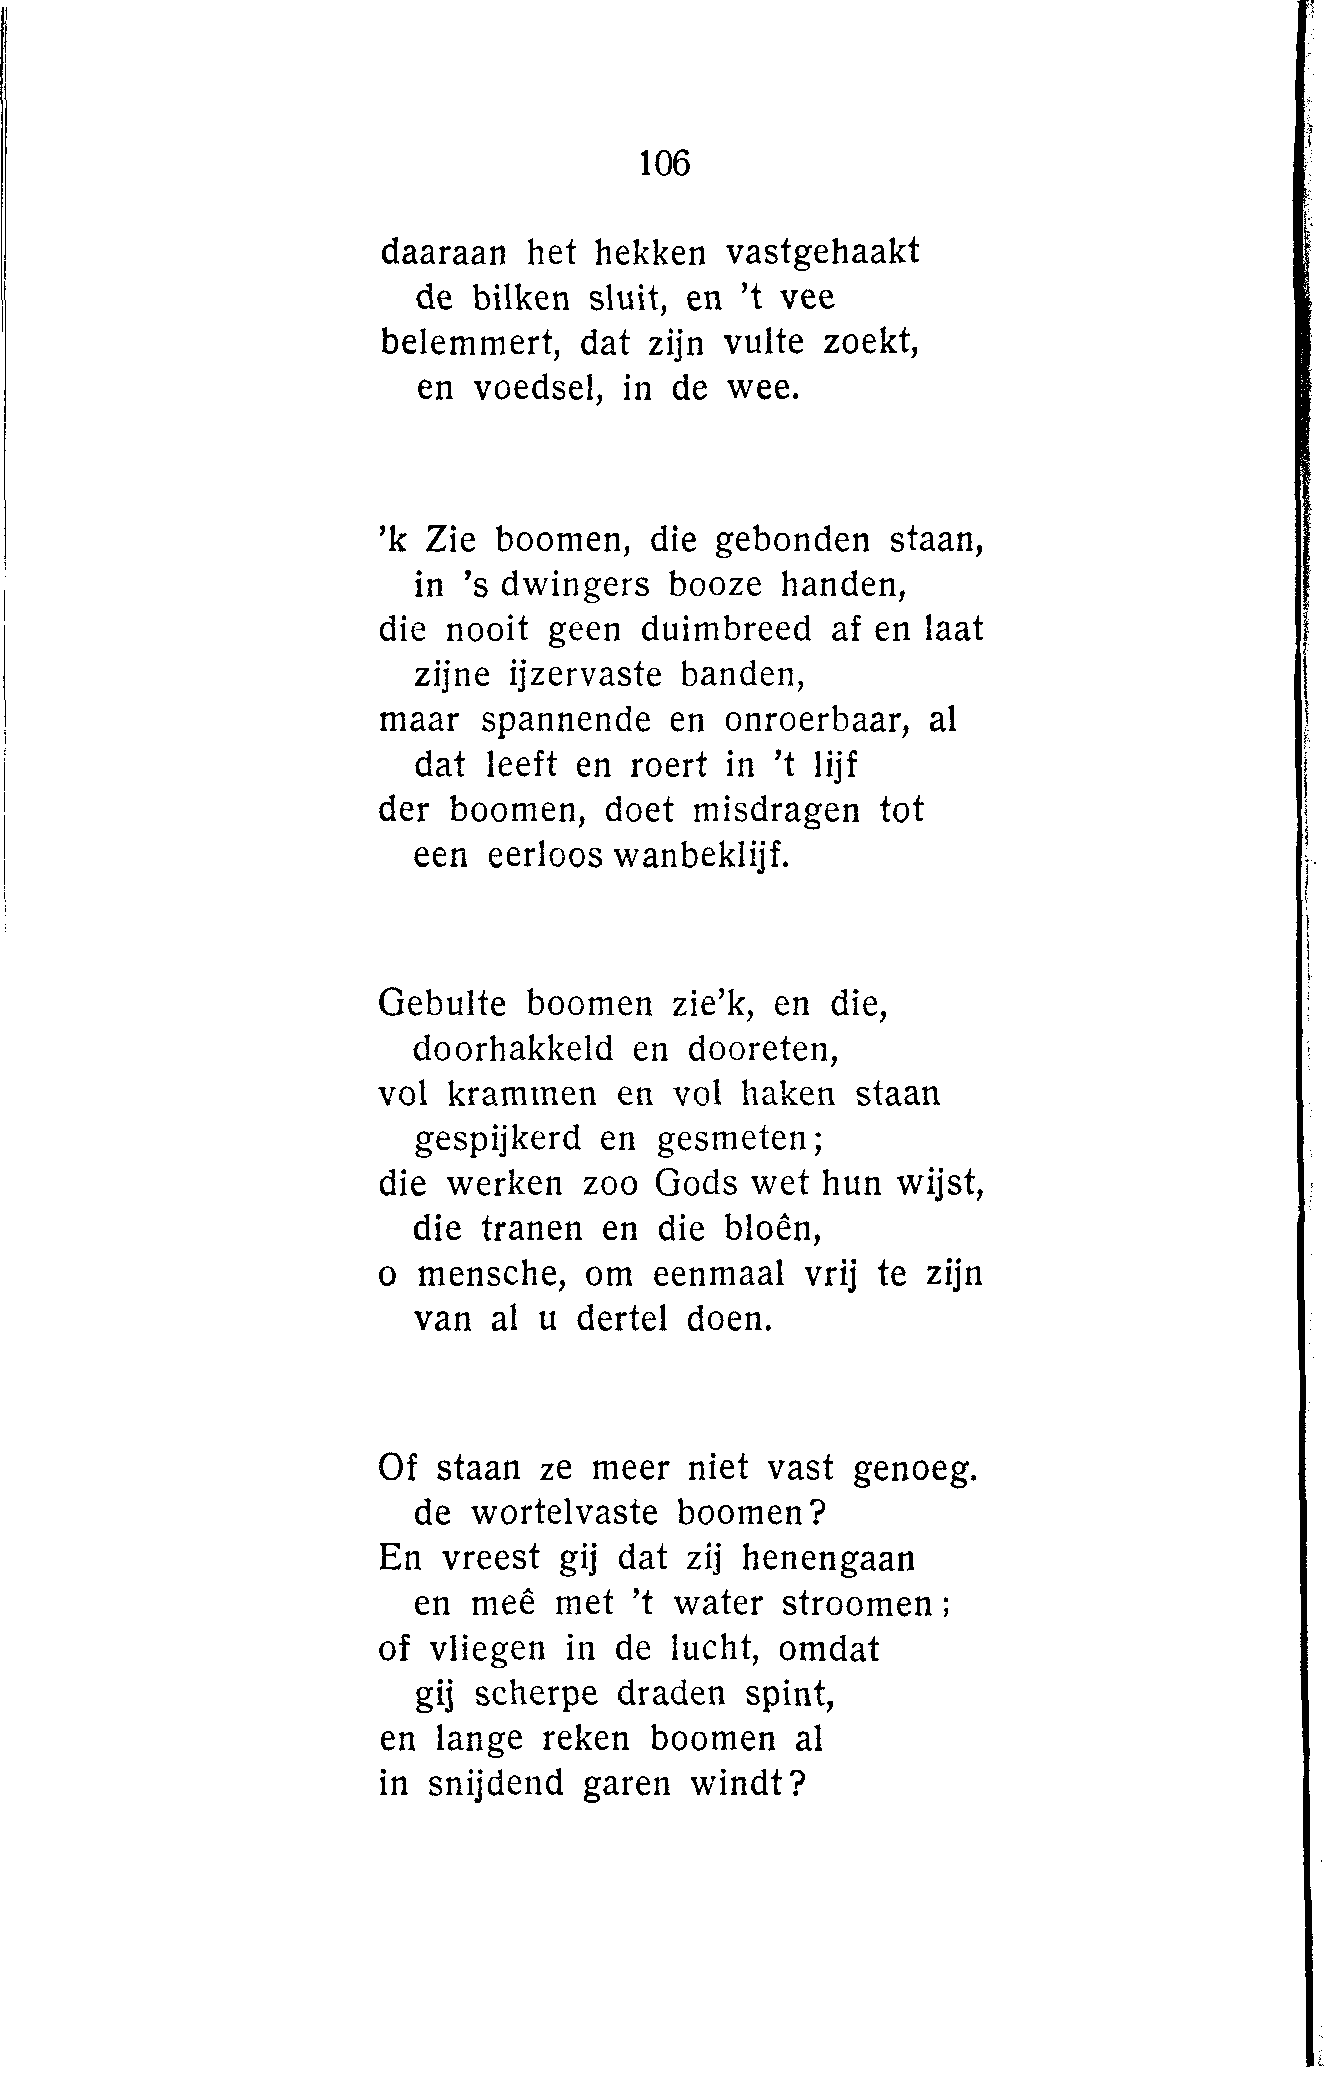 106
daaraan het hekken vastgehaakt
de bilken sluit, en 't vee
belemmert, dat zijn vulte zoekt,
en voedsel, in de wee.
'k Zie boomen, die gebonden staan,
in 's dwingers booze handen,
die nooit geen duimbreed af en laat
zijne ijzervaste banden,
maar spannende en onroerbaar, al
dat leeft en roert in 't lijf
der boomen, doet misdragen tot
een eerloos wanbeklijf.
Gebulte boomen zie'k, en die,
doorhakkeld en dooreten,
vol krammen en vol haken staan
gespijkerd en gesmeten;
die werken zoo Gods wet hun wijst,
die tranen en die bloên,
o mensche, om eenmaal vrij te zijn
van al u dertel doen.
Of staan ze meer niet vast genoeg.
de wortelvaste boomen?
En vreest gij dat zij henengaan
en meê met 't water stroomen;
of vliegen in de lucht, omdat
gij scherpe draden spint,
en lange reken boomen al
in snijdend garen windt?